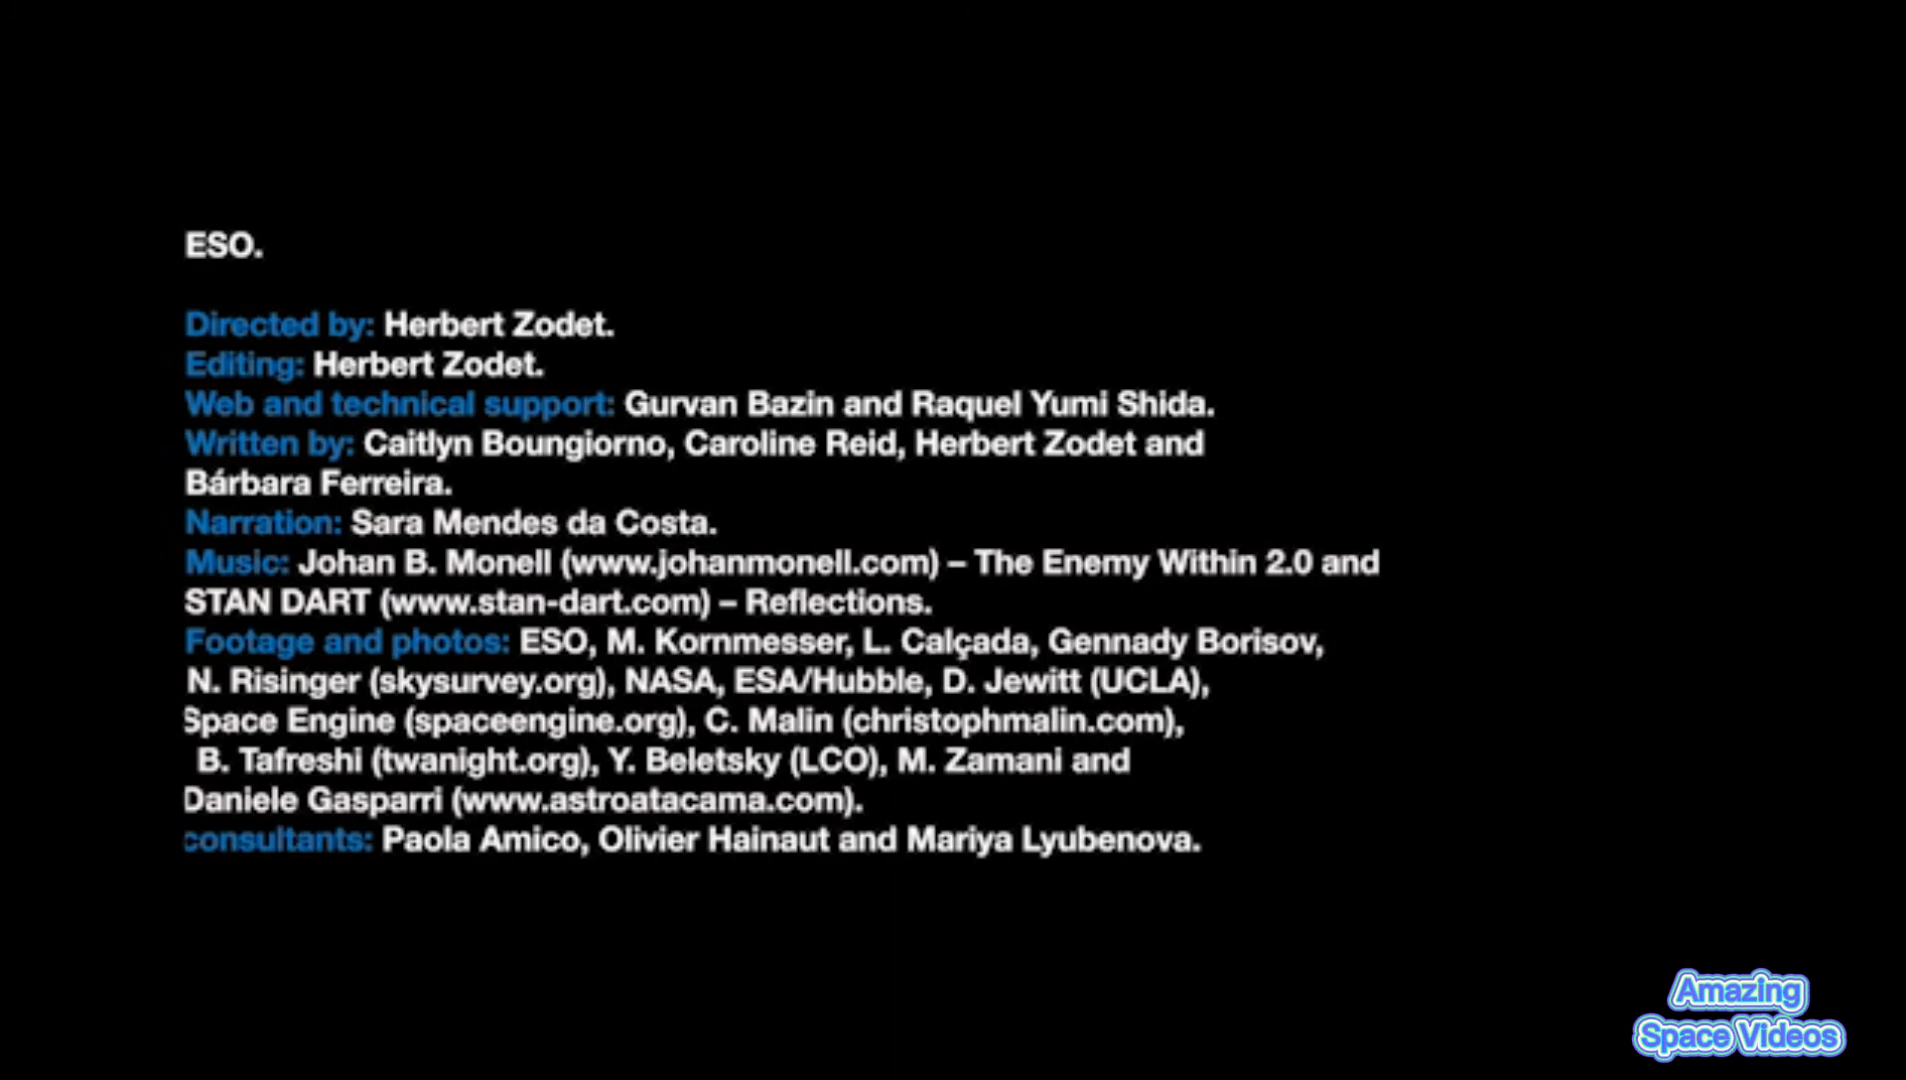 ESO.
Directed by: Herbert Zodet.
Editing: Herbert Zodet.
Web and technical support: Gurvan Bazin and Raquel Yumi Shida.
Written by: Caitlyn Boungiorno, Caroline Reid, Herbert Zodet and
Bárbara Ferreira.
Narration: Sara Mendes da Costa.
Music: Johan B. Monell (www.johanmonell.com) – The Enemy Within 2.0 and
STAN DART (www.stan-dart.com) – Reflections.
Footage and photos: ESO, M. Kornmesser, L. Calçada, Gennady Borisov,
N. Risinger (skysurvey.org), NASA, ESA/Hubble, D. Jewitt (UCLA),
Space Engine (spaceengine.org), C. Malin (christophmalin.com),
B. Tafreshi (twanight.org), Y. Beletsky (LCO), M. Zamani and
Daniele Gasparri (www.astroatacama.com).
consultants: Paola Amico, Olivier Hainaut and Mariya Lyubenova.
Amazing
Space Videos